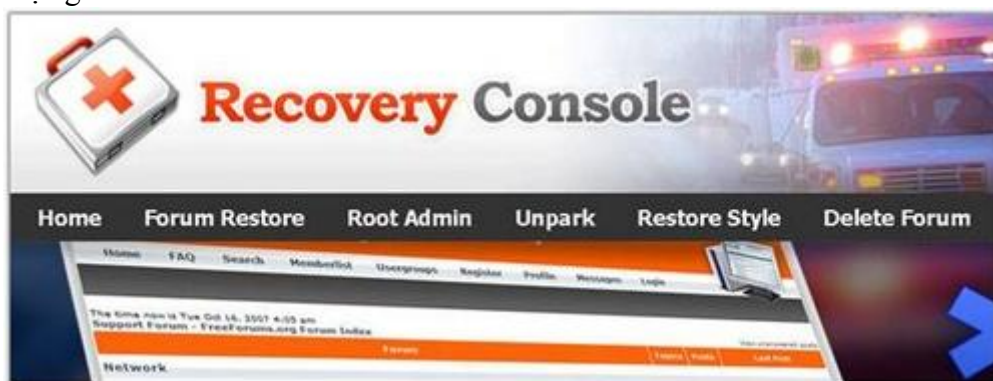 Recovery Console
Home Forum Restore Root Admin Unpark Restore Style Delete Forum
Home FAQ Search Memberlist Usergroups Register Profile Messages Login
The time now is Tue Oct 16, 2007 4:05 am
Support Forum - FreeForums.org Forum Index
Forum Topics Posts Last Post
Network